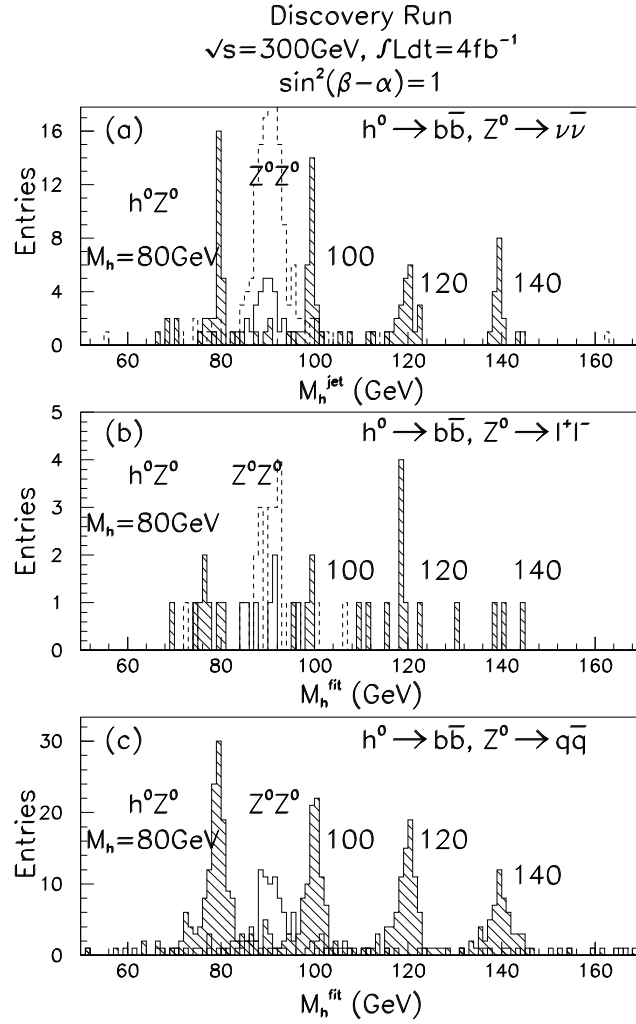 Discovery Run
√s=300GeV, ∫Ldt=4fb⁻¹
sin²(β−α)=1
(a) h⁰→bb̅, Z⁰→νν̅
Entries
16
12
8
4
0
h⁰Z⁰
Z⁰Z⁰
M_h=80GeV
100
120
140
60 80 100 120 140 160
M_h^jet (GeV)
(b) h⁰→bb̅, Z⁰→l⁺l⁻
Entries
5
4
3
2
1
0
h⁰Z⁰
Z⁰Z⁰
M_h=80GeV
100
120
140
60 80 100 120 140 160
M_h^fit (GeV)
(c) h⁰→bb̅, Z⁰→qq̅
Entries
30
20
10
0
h⁰Z⁰
Z⁰Z⁰
M_h=80GeV
100
120
140
60 80 100 120 140 160
M_h^fit (GeV)